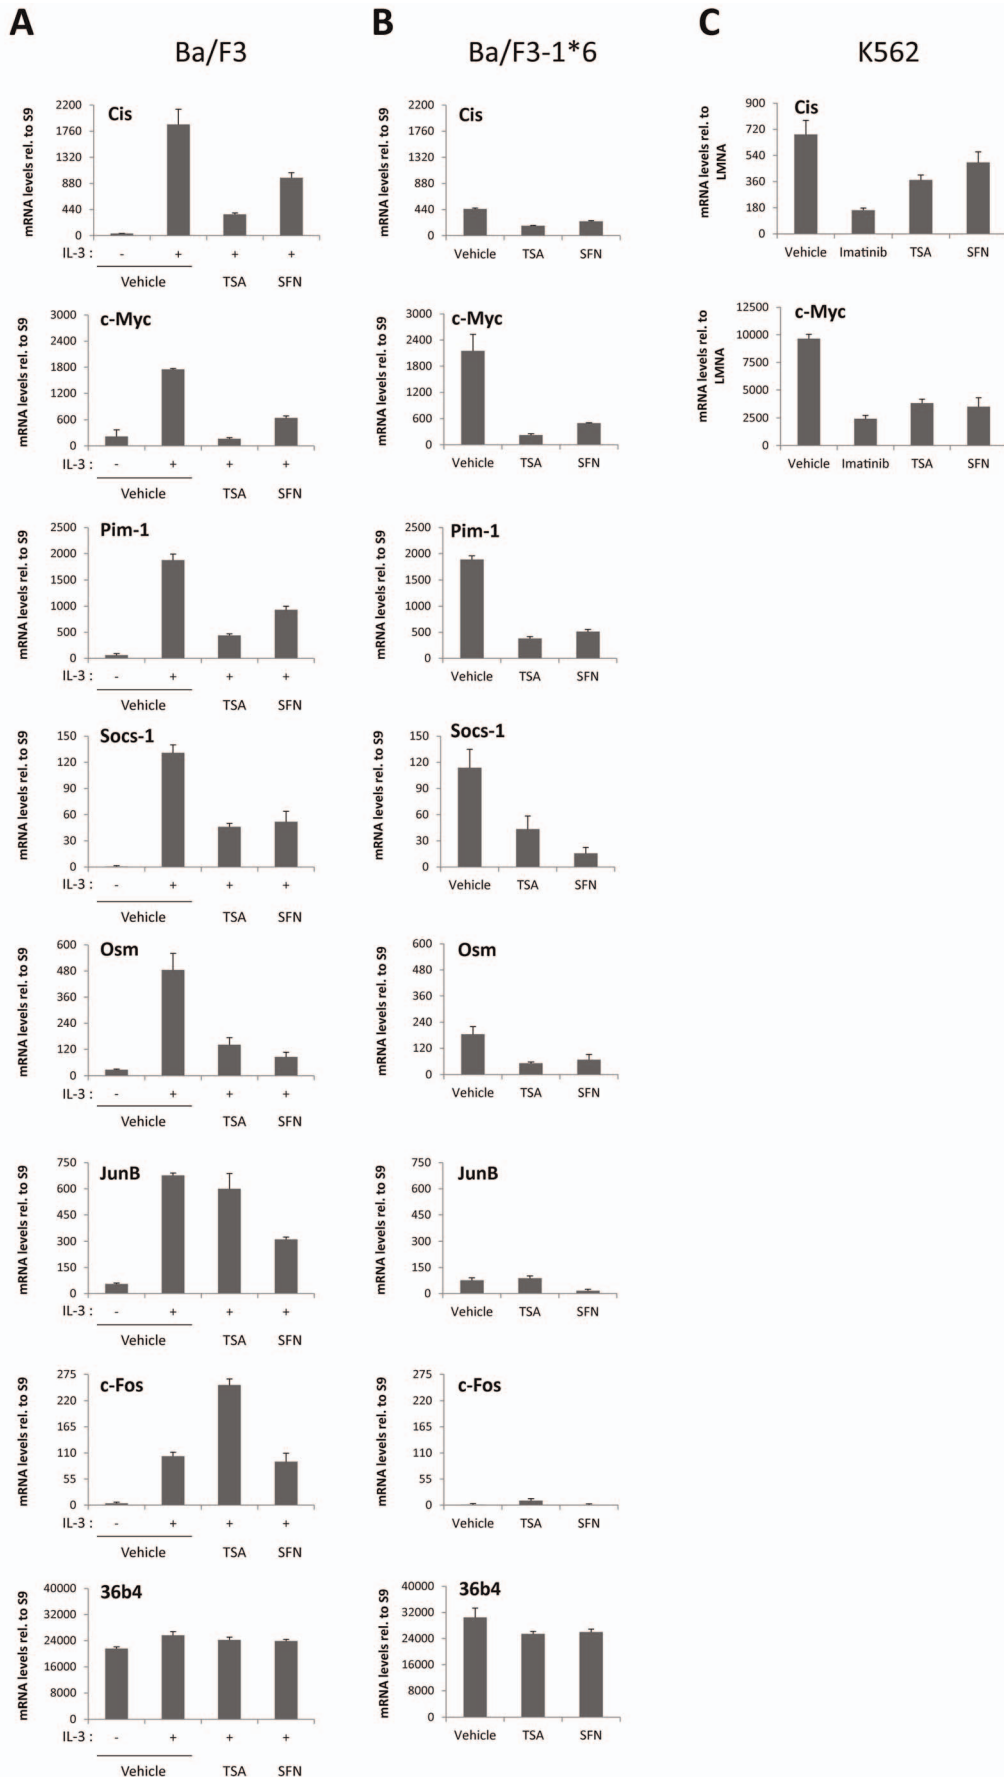 A
B
C
Ba/F3
Ba/F3-1*6
K562
mRNA levels rel. to S9
2200
1760
1320
880
440
0
Cis
IL-3 : - + + +
Vehicle TSA SFN
mRNA levels rel. to S9
2200
1760
1320
880
440
0
Cis
Vehicle TSA SFN
mRNA levels rel. to
LMNA
900
720
540
360
180
0
Cis
Vehicle Imatinib TSA SFN
mRNA levels rel. to S9
3000
2400
1800
1200
600
0
c-Myc
IL-3 : - + + +
Vehicle TSA SFN
mRNA levels rel. to S9
3000
2400
1800
1200
600
0
c-Myc
Vehicle TSA SFN
mRNA levels rel. to
LMNA
12500
10000
7500
5000
2500
0
c-Myc
Vehicle Imatinib TSA SFN
mRNA levels rel. to S9
2500
2000
1500
1000
500
0
Pim-1
IL-3 : - + + +
Vehicle TSA SFN
mRNA levels rel. to S9
2500
2000
1500
1000
500
0
Pim-1
Vehicle TSA SFN
mRNA levels rel. to S9
150
120
90
60
30
0
Socs-1
IL-3 : - + + +
Vehicle TSA SFN
mRNA levels rel. to S9
150
120
90
60
30
0
Socs-1
Vehicle TSA SFN
mRNA levels rel. to S9
600
480
360
240
120
0
Osm
IL-3 : - + + +
Vehicle TSA SFN
mRNA levels rel. to S9
600
480
360
240
120
0
Osm
Vehicle TSA SFN
mRNA levels rel. to S9
750
600
450
300
150
0
JunB
IL-3 : - + + +
Vehicle TSA SFN
mRNA levels rel. to S9
750
600
450
300
150
0
JunB
Vehicle TSA SFN
mRNA levels rel. to S9
275
220
165
110
55
0
c-Fos
IL-3 : - + + +
Vehicle TSA SFN
mRNA levels rel. to S9
275
220
165
110
55
0
c-Fos
Vehicle TSA SFN
mRNA levels rel. to S9
40000
32000
24000
16000
8000
0
36b4
IL-3 : - + + +
Vehicle TSA SFN
mRNA levels rel. to S9
40000
32000
24000
16000
8000
0
36b4
Vehicle TSA SFN